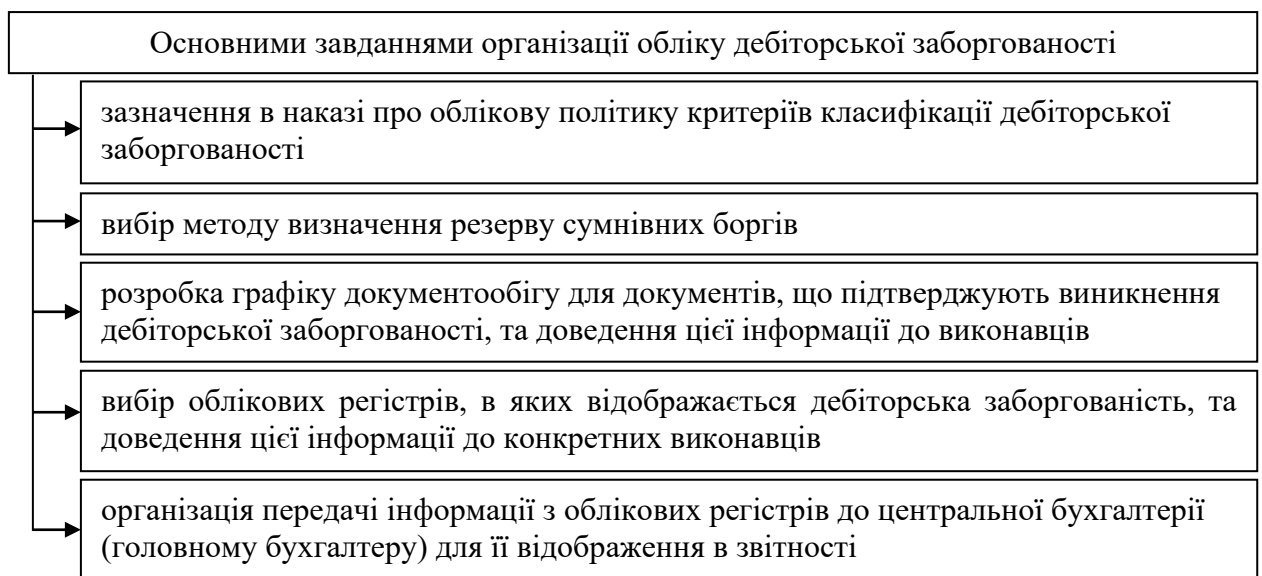 Основними завданнями організації обліку дебіторської заборгованості
зазначення в наказі про облікову політику критеріїв класифікації дебіторської
заборгованості
вибір методу визначення резерву сумнівних боргів
розробка графіку документообігу для документів, що підтверджують виникнення
дебіторської заборгованості, та доведення цієї інформації до виконавців
вибір облікових регістрів, в яких відображається дебіторська заборгованість, та
доведення цієї інформації до конкретних виконавців
організація передачі інформації з облікових регістрів до центральної бухгалтерії
(головному бухгалтеру) для її відображення в звітності